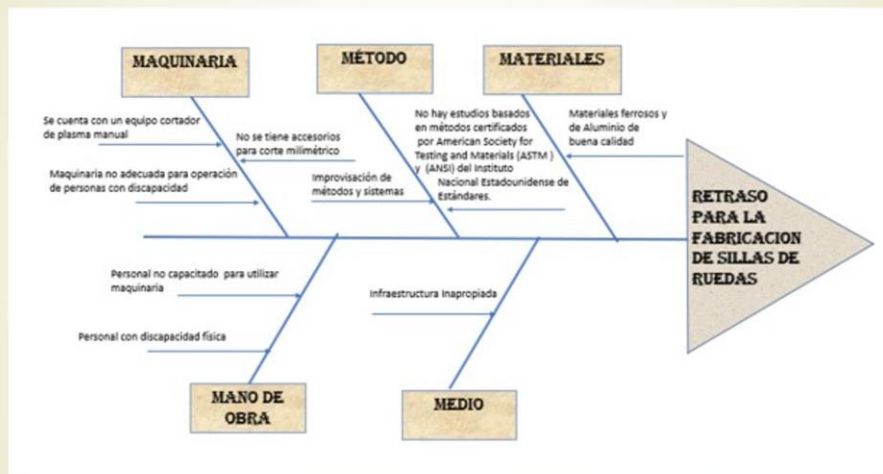 MAQUINARIA
MÉTODO
MATERIALES
Se cuenta con un equipo cortador
de plasma manual
No se tiene accesorios
para corte milimétrico
Maquinaria no adecuada para operación
de personas con discapacidad
No hay estudios basados
en métodos certificados
por American Society for
Testing and Materials (ASTM )
y (ANSI) del Instituto
Nacional Estadounidense de
Estándares.
Improvisación de
métodos y sistemas
Materiales ferrosos y
de Aluminio de
buena calidad
RETRASO
PARA LA
FABRICACION
DE SILLAS DE
RUEDAS
Personal no capacitado para utilizar
maquinaria
Personal con discapacidad física
Infraestructura Inapropiada
MANO DE
OBRA
MEDIO